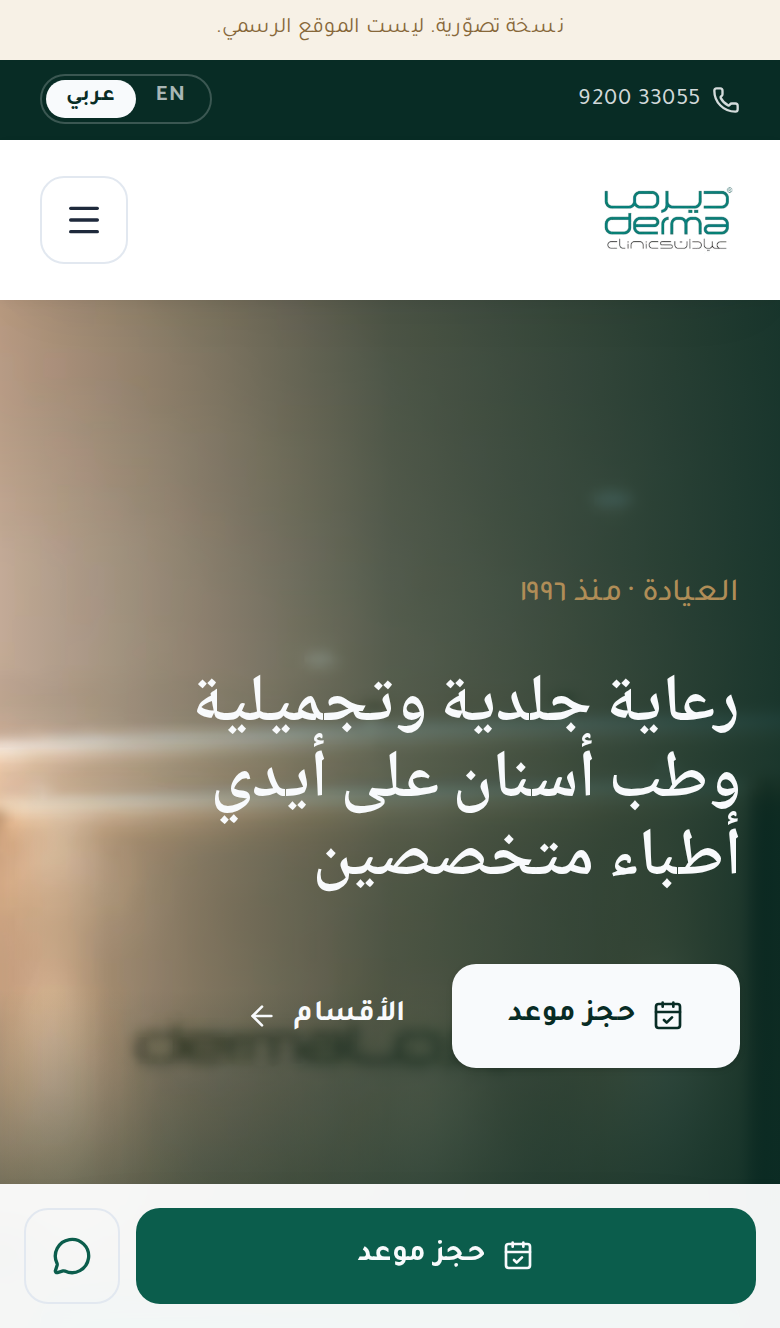 نسخة تصوّرية. ليست الموقع الرسمي.
9200 33055
EN
عربي
ديرما
derma
clinics عيادات
العيادة · منذ ١٩٩٦
رعاية جلدية وتجميلية
وطب أسنان على أيدي
أطباء متخصصين
حجز موعد
الأقسام
حجز موعد